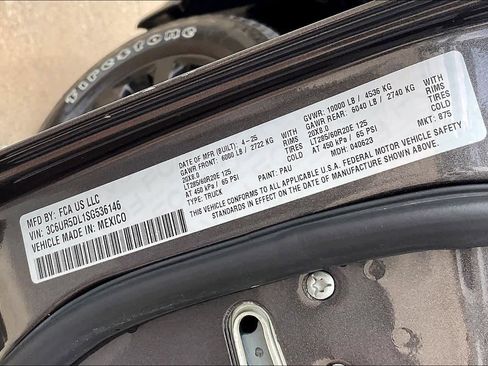 Firestone
MFD BY: FCA US LLC
VIN: 3C6UR5DL1SG536146
VEHICLE MADE IN: MEXICO
DATE OF MFR (BUILT): 4-25
GAWR FRONT: 6000 LB / 2722 KG
20X8.0
LT285/60R20E 125
AT 450 kPa / 65 PSI
TYPE: TRUCK
WITH
TIRES
RIMS
COLD
GVWR: 10000 LB / 4536 KG
GAWR REAR: 6040 LB / 2740 KG
20X8.0
LT285/60R20E 125
AT 450 kPa / 65 PSI
MDH: 040623
WITH
TIRES
RIMS
COLD
MKT: 875
PAINT: PAU
CONFORMS TO ALL APPLICABLE U.S.A. FEDERAL MOTOR VEHICLE SAFETY
STANDARDS IN EFFECT ON THE DATE OF MANUFACTURE SHOWN ABOVE